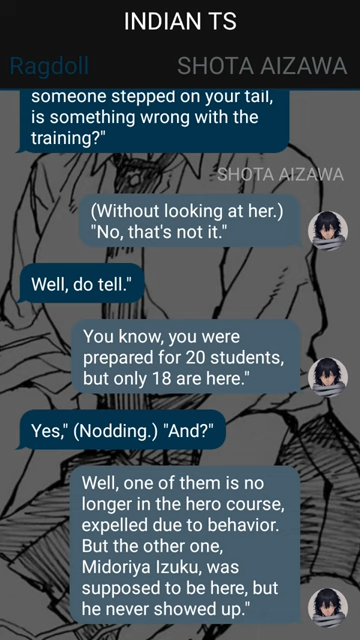 INDIAN TS
Ragdoll SHOTA AIZAWA
someone stepped on your tail,
is something wrong with the
training?"
SHOTA AIZAWA
(Without looking at her.)
"No, that's not it."
Well, do tell."
You know, you were
prepared for 20 students,
but only 18 are here."
Yes," (Nodding.) "And?"
Well, one of them is no
longer in the hero course,
expelled due to behavior.
But the other one,
Midoriya Izuku, was
supposed to be here, but
he never showed up."